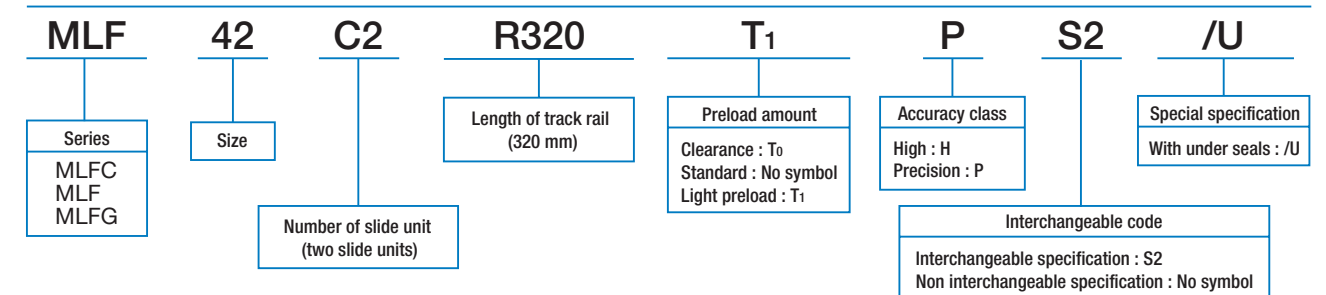 MLF 42 C2 R320 T1 P S2 /U
Series
MLFC
MLF
MLFG
Size
Number of slide unit
(two slide units)
Length of track rail
(320 mm)
Preload amount
Clearance : T0
Standard : No symbol
Light preload : T1
Accuracy class
High : H
Precision : P
Interchangeable code
Interchangeable specification : S2
Non interchangeable specification : No symbol
Special specification
With under seals : /U